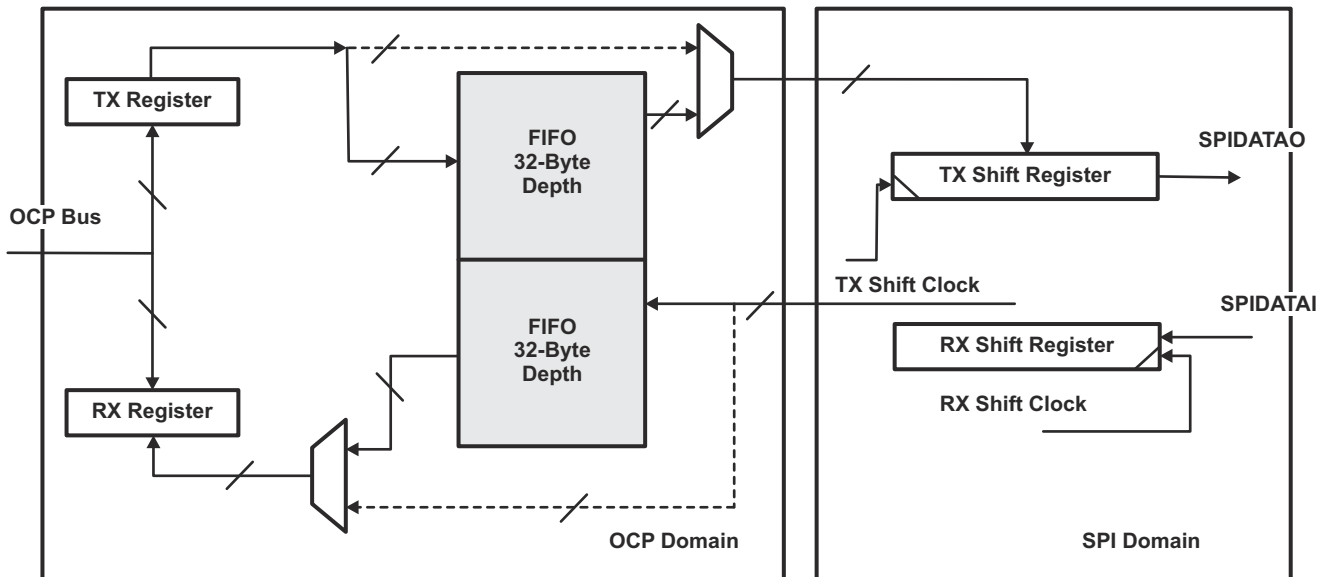 TX Register
FIFO
32-Byte
Depth
SPIDATAO
TX Shift Register
OCP Bus
TX Shift Clock
SPIDATAI
FIFO
32-Byte
Depth
RX Shift Register
RX Register
RX Shift Clock
OCP Domain
SPI Domain